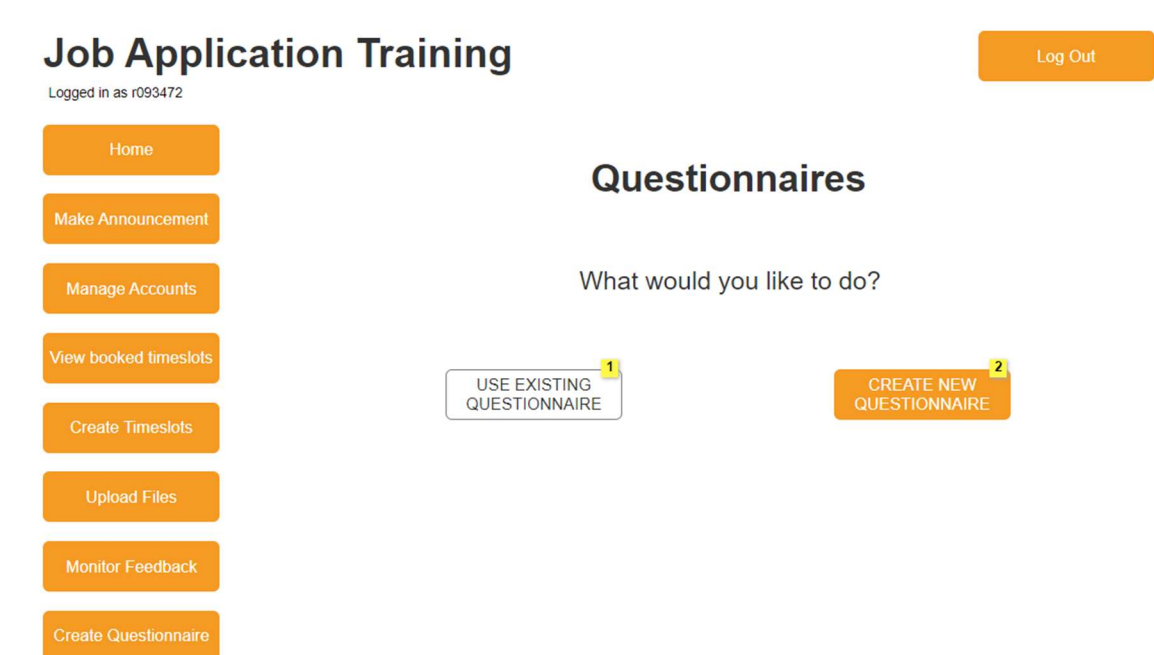 Job Application Training
Log Out
Logged in as r093472
Home
Make Announcement
Manage Accounts
View booked timeslots
Create Timeslots
Upload Files
Monitor Feedback
Create Questionnaire
Questionnaires
What would you like to do?
1
USE EXISTING
QUESTIONNAIRE
2
CREATE NEW
QUESTIONNAIRE